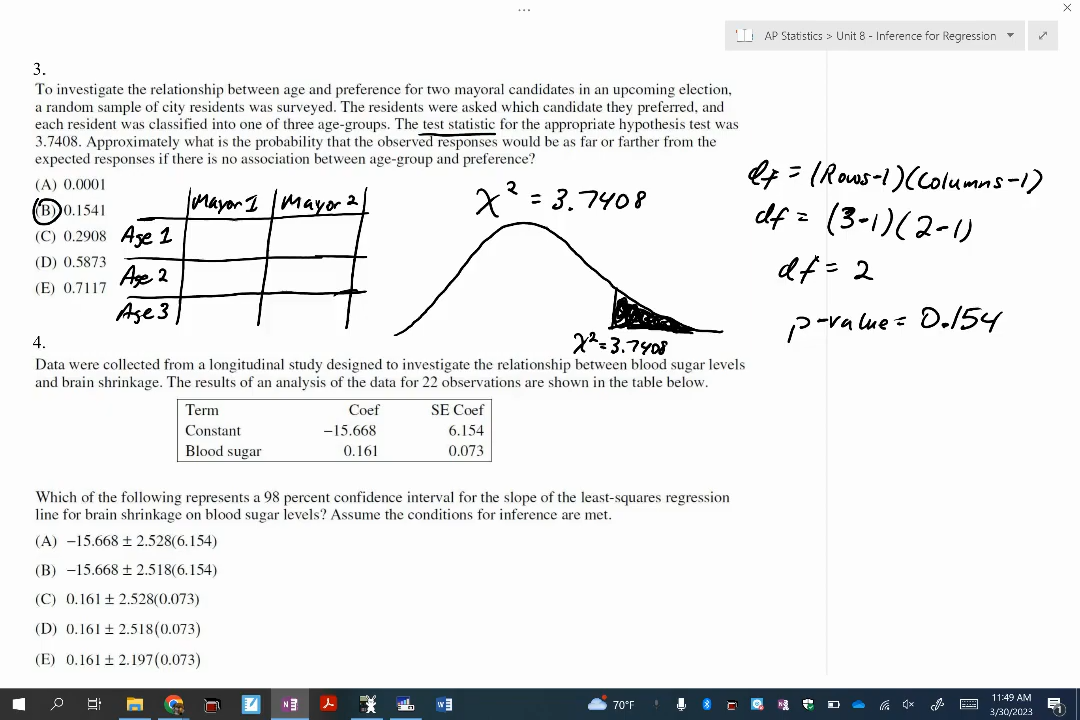 ...
AP Statistics > Unit 8 - Inference for Regression
3.
To investigate the relationship between age and preference for two mayoral candidates in an upcoming election,
a random sample of city residents was surveyed. The residents were asked which candidate they preferred, and
each resident was classified into one of three age-groups. The test statistic for the appropriate hypothesis test was
3.7408. Approximately what is the probability that the observed responses would be as far or farther from the
expected responses if there is no association between age-group and preference?
(A) 0.0001
(B) 0.1541
(C) 0.2908
(D) 0.5873
(E) 0.7117
Mayor 1 Mayor 2
Age 1
Age 2
Age 3
χ² = 3.7408
χ²=3.7408
df = (Rows-1)(Columns-1)
df = (3-1)(2-1)
df = 2
p-value = 0.154
4.
Data were collected from a longitudinal study designed to investigate the relationship between blood sugar levels
and brain shrinkage. The results of an analysis of the data for 22 observations are shown in the table below.
Term Coef SE Coef
Constant −15.668 6.154
Blood sugar 0.161 0.073
Which of the following represents a 98 percent confidence interval for the slope of the least-squares regression
line for brain shrinkage on blood sugar levels? Assume the conditions for inference are met.
(A) −15.668 ± 2.528(6.154)
(B) −15.668 ± 2.518(6.154)
(C) 0.161 ± 2.528(0.073)
(D) 0.161 ± 2.518(0.073)
(E) 0.161 ± 2.197(0.073)
70°F
11:49 AM
3/30/2023